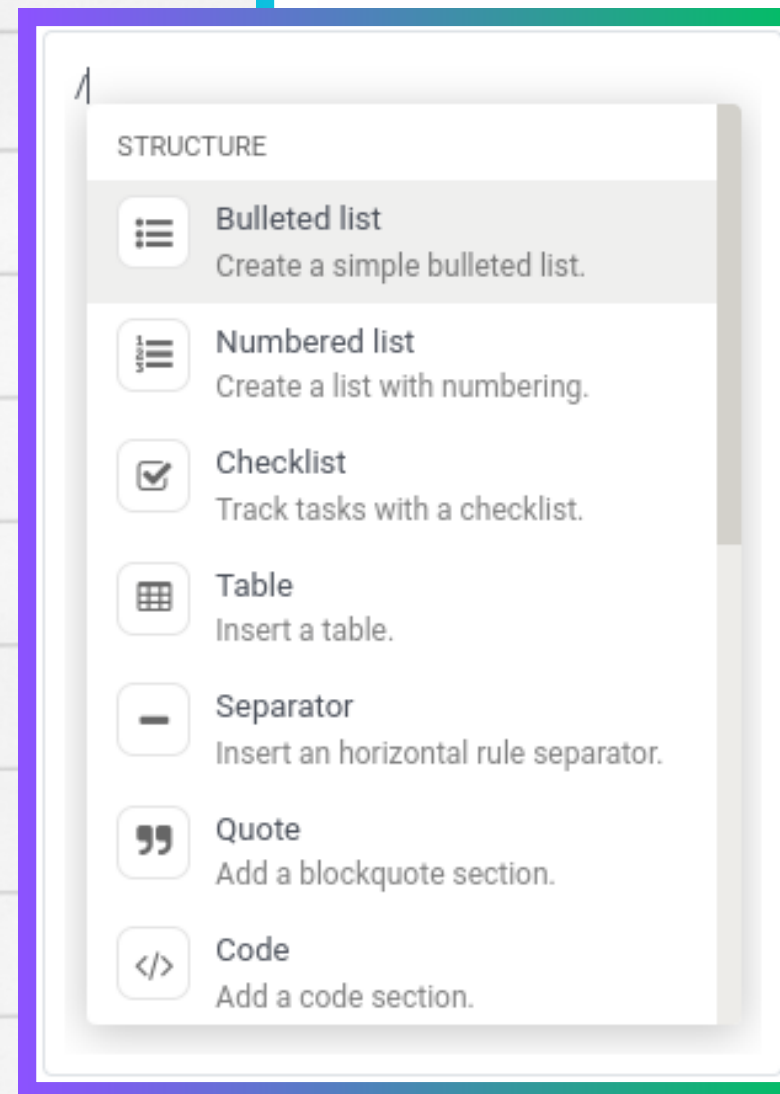 /
STRUCTURE
Bulleted list
Create a simple bulleted list.
Numbered list
Create a list with numbering.
Checklist
Track tasks with a checklist.
Table
Insert a table.
Separator
Insert an horizontal rule separator.
Quote
Add a blockquote section.
Code
Add a code section.